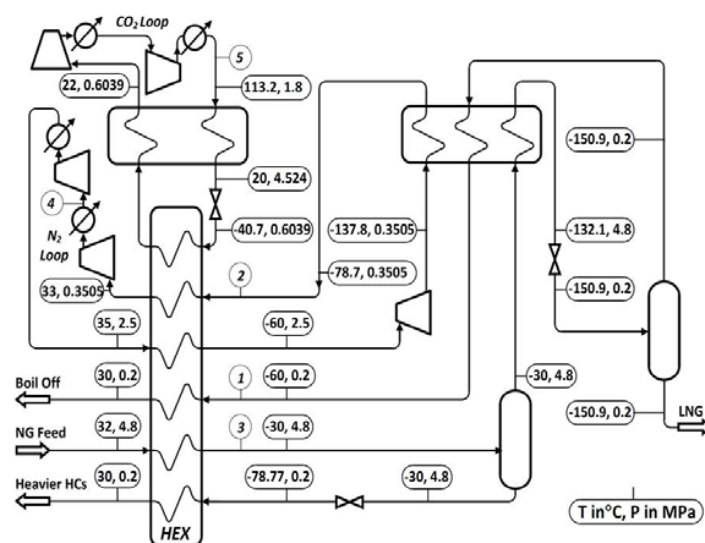 CO₂ Loop
5
22, 0.6039
113.2, 1.8
-150.9, 0.2
20, 4.524
4
-132.1, 4.8
N₂
Loop
-40.7, 0.6039
-137.8, 0.3505
2
-78.7, 0.3505
33, 0.3505
-150.9, 0.2
35, 2.5
-60, 2.5
Boil Off
30, 0.2
1
-60, 0.2
-30, 4.8
NG Feed
32, 4.8
3
-30, 4.8
-150.9, 0.2
LNG
Heavier HCs
30, 0.2
-78.77, 0.2
-30, 4.8
HEX
T in°C, P in MPa